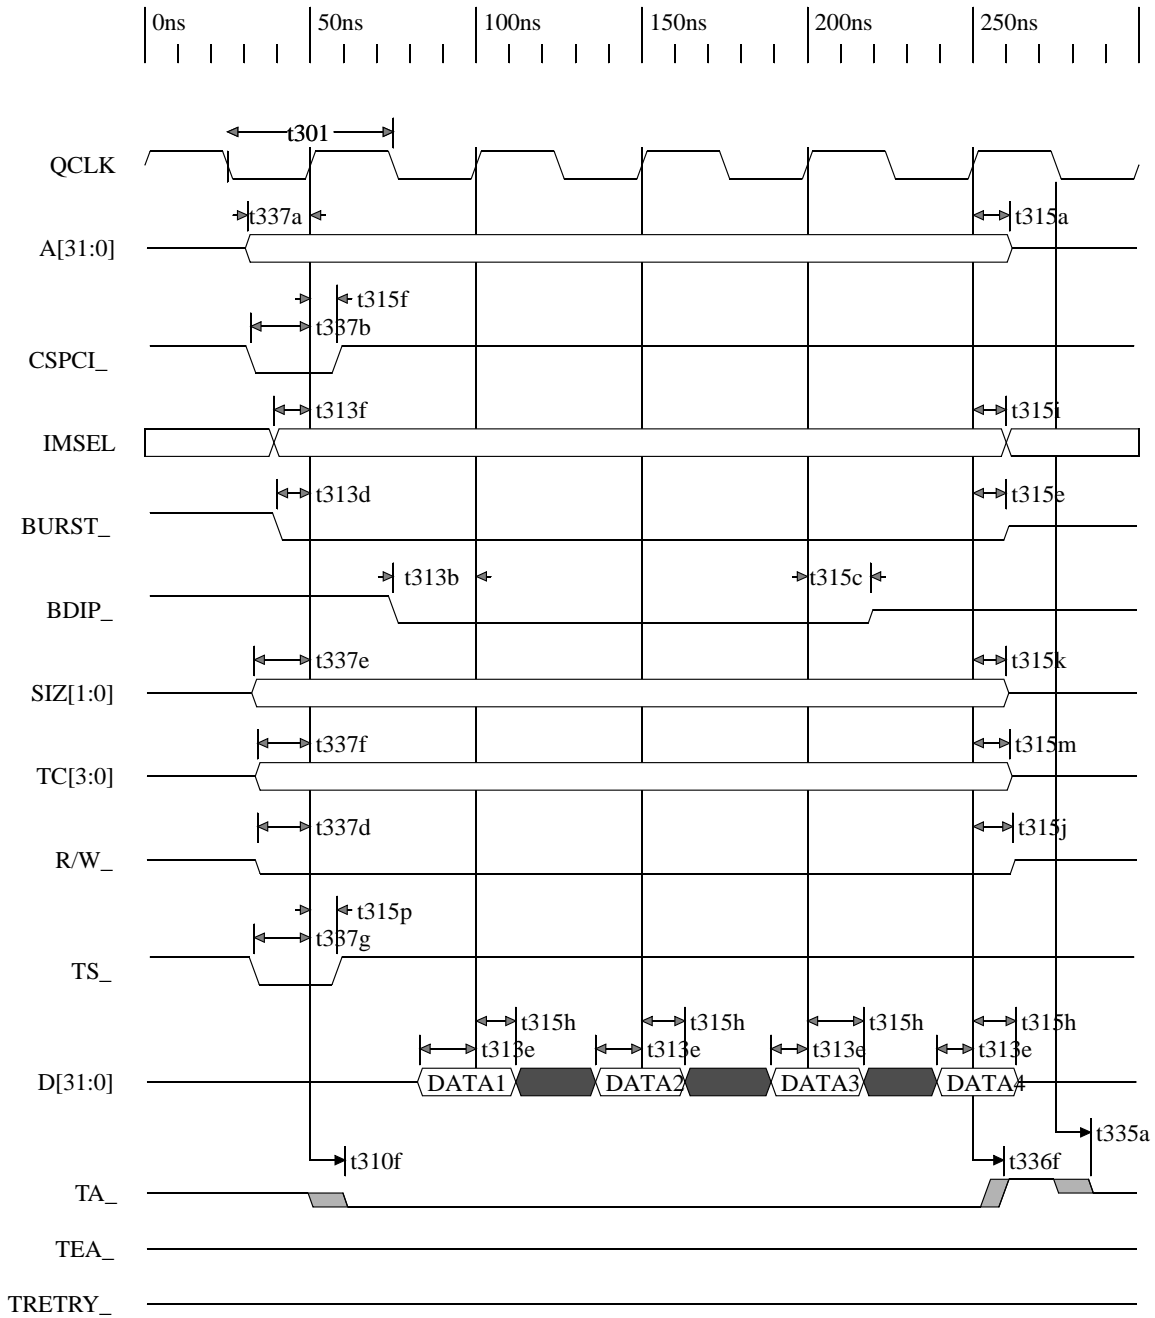 0ns 50ns 100ns 150ns 200ns 250ns
t301
QCLK
t337a t315a
A[31:0]
t315f
t337b
CSPCI_
t313f t315i
IMSEL
t313d t315e
BURST_
t313b t315c
BDIP_
t337e t315k
SIZ[1:0]
t337f t315m
TC[3:0]
t337d t315j
R/W_
t315p
t337g
TS_
t315h t315h t315h t315h
t313e t313e t313e t313e
D[31:0] DATA1 DATA2 DATA3 DATA4
t335a
t310f t336f
TA_
TEA_
TRETRY_